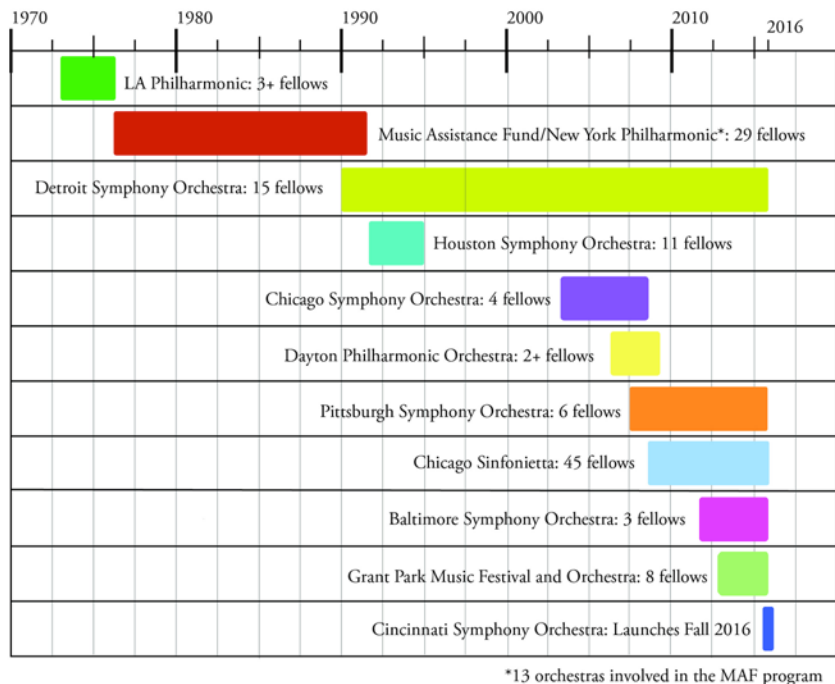 1970 1980 1990 2000 2010 2016
LA Philharmonic: 3+ fellows
Music Assistance Fund/New York Philharmonic*: 29 fellows
Detroit Symphony Orchestra: 15 fellows
Houston Symphony Orchestra: 11 fellows
Chicago Symphony Orchestra: 4 fellows
Dayton Philharmonic Orchestra: 2+ fellows
Pittsburgh Symphony Orchestra: 6 fellows
Chicago Sinfonietta: 45 fellows
Baltimore Symphony Orchestra: 3 fellows
Grant Park Music Festival and Orchestra: 8 fellows
Cincinnati Symphony Orchestra: Launches Fall 2016
*13 orchestras involved in the MAF program